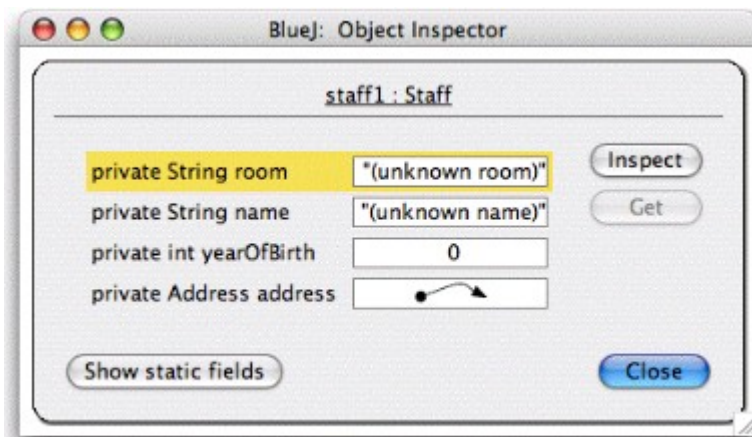 BlueJ: Object Inspector
staff1 : Staff
private String room "(unknown room)" Inspect
private String name "(unknown name)" Get
private int yearOfBirth 0
private Address address
Show static fields Close